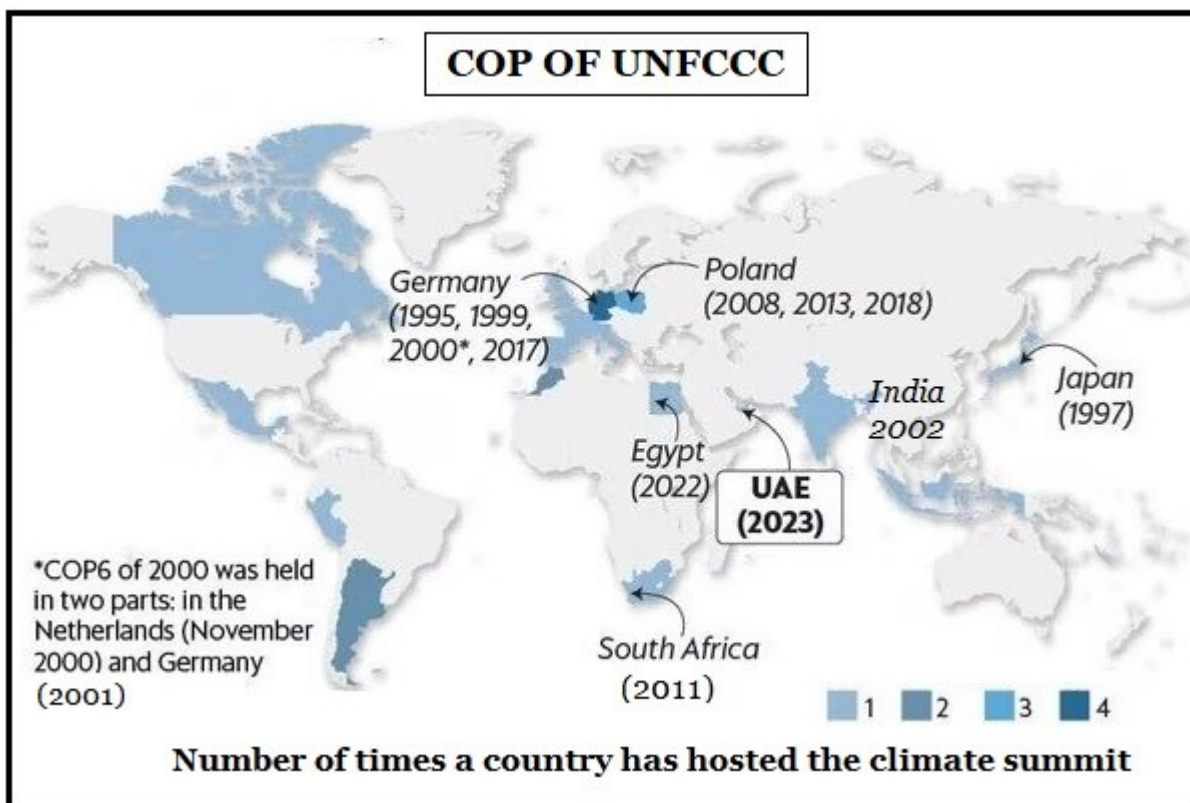 COP OF UNFCCC
Germany
(1995, 1999,
2000*, 2017)
Poland
(2008, 2013, 2018)
Japan
(1997)
India
2002
Egypt
(2022)
UAE
(2023)
South Africa
(2011)
*COP6 of 2000 was held
in two parts: in the
Netherlands (November
2000) and Germany
(2001)
1 2 3 4
Number of times a country has hosted the climate summit